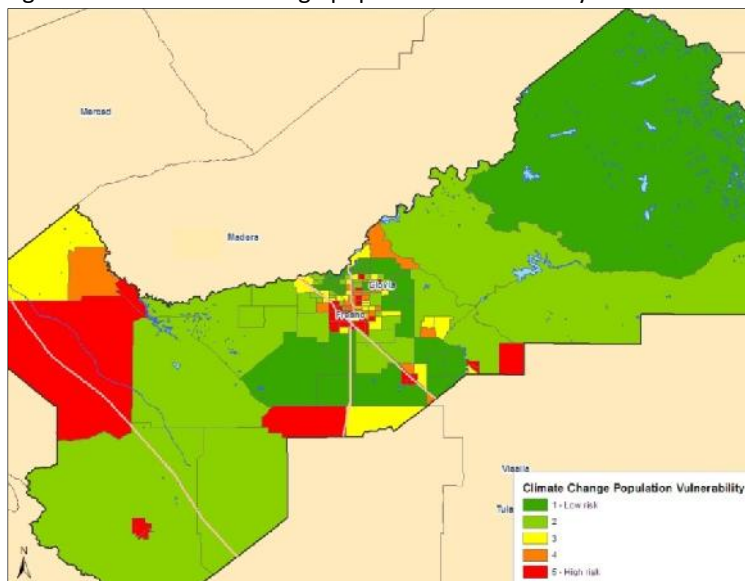 Merced
Madera
Clovis
Fresno
Visalia
Climate Change Population Vulnerability
Tula
1 - Low risk
2
3
4
5 - High risk
N